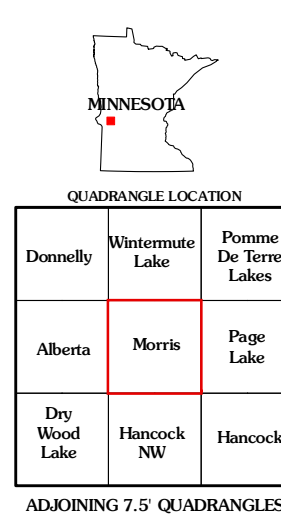 MINNESOTA
QUADRANGLE LOCATION
Donnelly
Wintermute
Lake
Pomme
De Terre
Lakes
Alberta
Morris
Page
Lake
Dry
Wood
Lake
Hancock
NW
Hancock
ADJOINING 7.5' QUADRANGLES